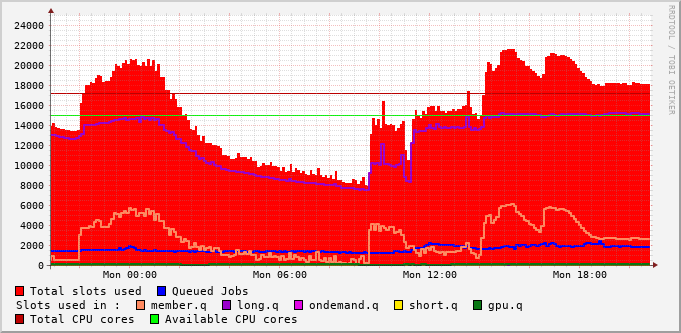 24000
22000
20000
18000
16000
14000
12000
10000
8000
6000
4000
2000
0
Mon 00:00 Mon 06:00 Mon 12:00 Mon 18:00
RRDTOOL / TOBI OETIKER
Total slots used Queued Jobs
Slots used in : member.q long.q ondemand.q short.q gpu.q
Total CPU cores Available CPU cores